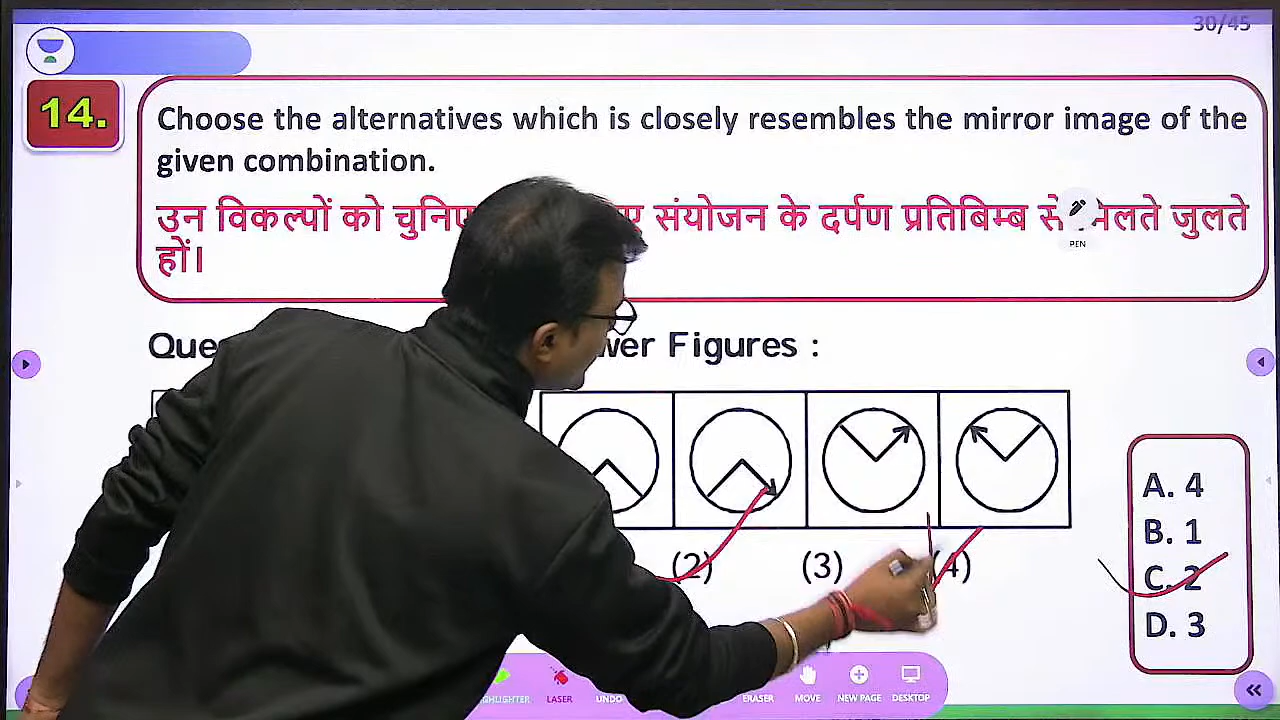 30/45
14.
Choose the alternatives which is closely resembles the mirror image of the
given combination.
उन विकल्पों को संयोजन के दर्पण प्रतिबिम्ब से जुलते
हों।
PEN
Figures :
(2) (3) (4)
A. 4
B. 1
C. 2
D. 3
LASER UNDO ERASER MOVE NEW PAGE DESKTOP